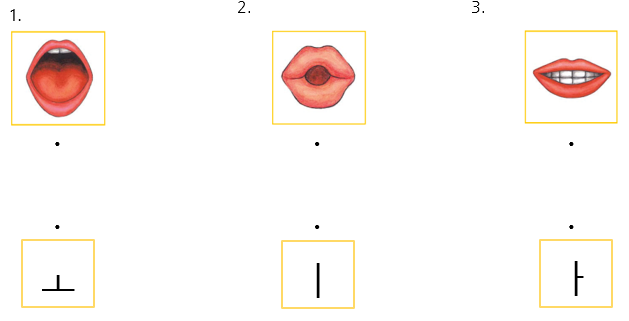 1. 2. 3.
ㅗ ㅣ ㅏ